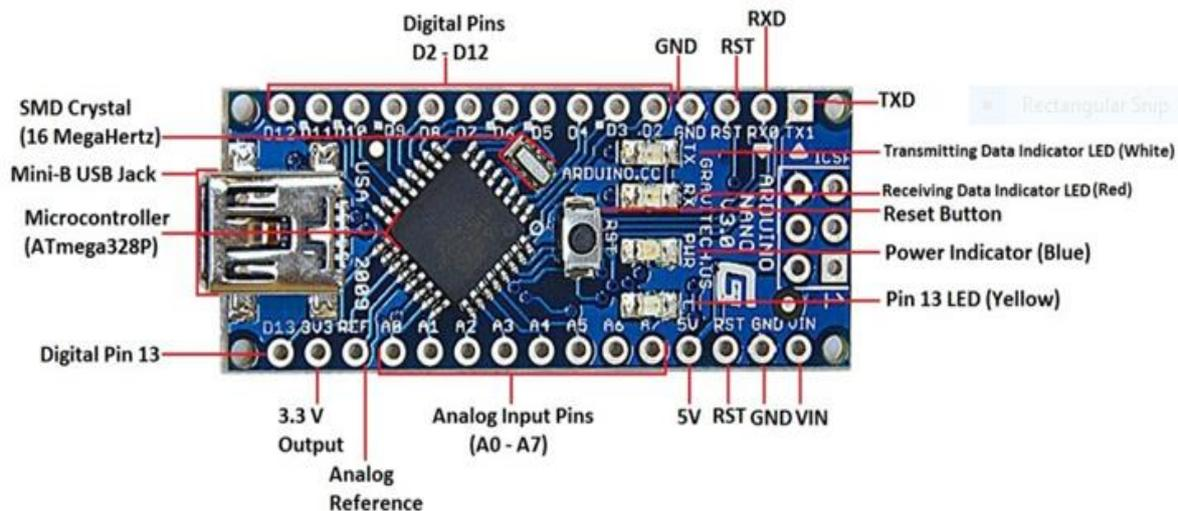 Digital Pins
D2 - D12
RXD
GND
RST
TXD
Rectangular Snip
SMD Crystal
(16 MegaHertz)
Mini-B USB Jack
Microcontroller
(ATmega328P)
D12 D11 D10 D9 D8 D7 D6 D5 D4 D3 D2 GND RST RX0 TX1
ICSP
TX
RX
ARDUINO.CC
GRAVITECH.US
ARDUINO
NANO
V3.0
USA
2009
RST
PWR
L
1
Transmitting Data Indicator LED (White)
Receiving Data Indicator LED (Red)
Reset Button
Power Indicator (Blue)
Pin 13 LED (Yellow)
D13 3V3 REF A0 A1 A2 A3 A4 A5 A6 A7 5V RST GND VIN
Digital Pin 13
3.3 V
Output
Analog
Reference
Analog Input Pins
(A0 - A7)
5V RST GND VIN